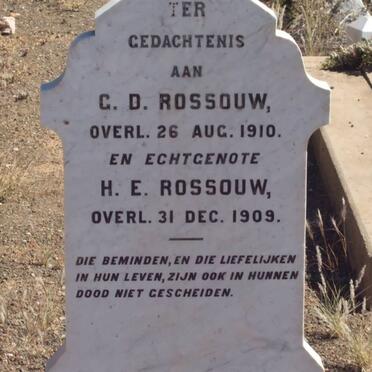 TER
GEDACHTENIS
AAN
G. D. ROSSOUW,
OVERL. 26 AUG. 1910.
EN ECHTGENOTE
H. E. ROSSOUW,
OVERL. 31 DEC. 1909.
DIE BEMINDEN, EN DIE LIEFELIJKEN
IN HUN LEVEN, ZIJN OOK IN HUNNEN
DOOD NIET GESCHEIDEN.